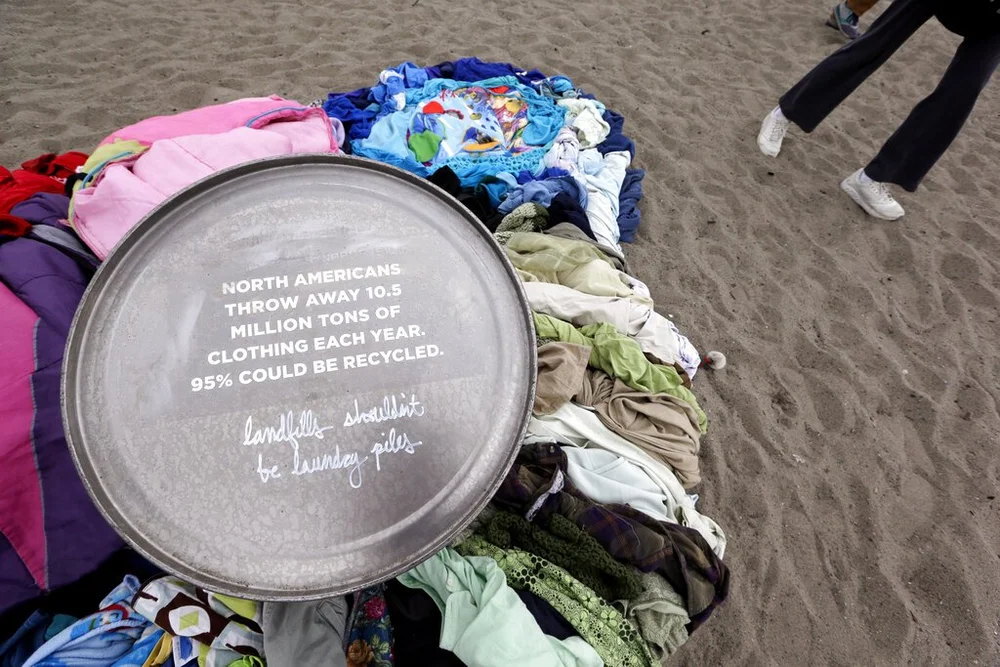 NORTH AMERICANS
THROW AWAY 10.5
MILLION TONS OF
CLOTHING EACH YEAR.
95% COULD BE RECYCLED.
landfills shouldn't
be laundry piles